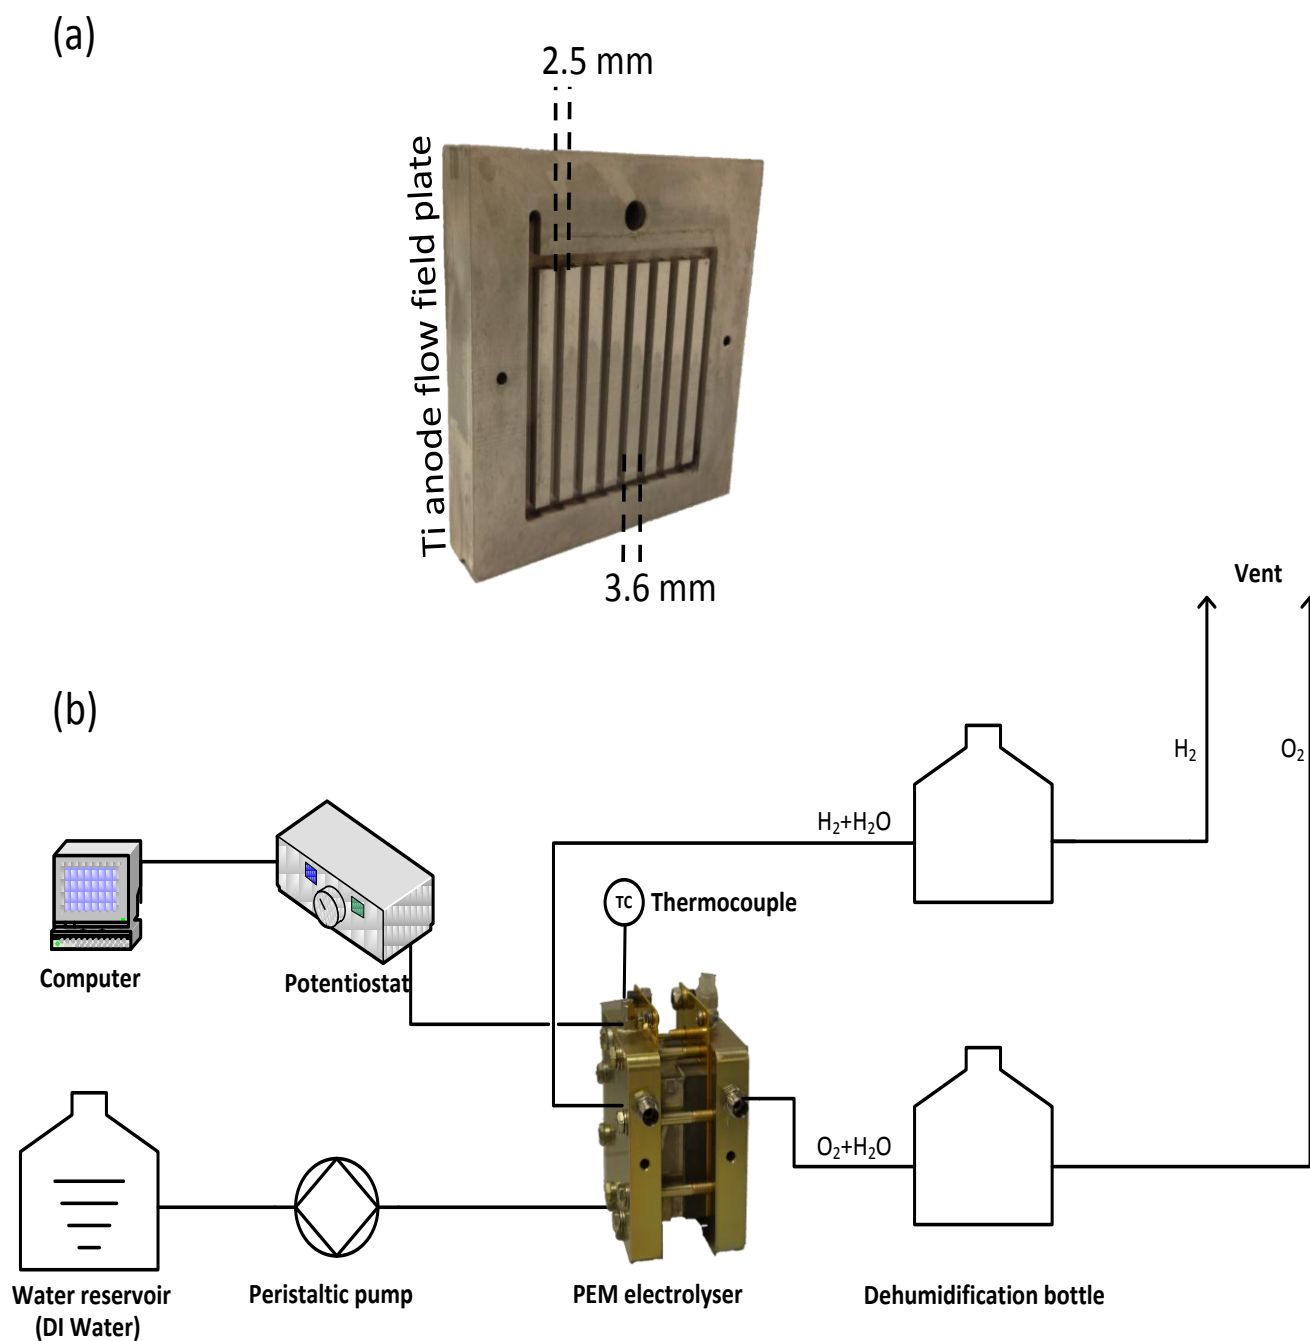 (a)
2.5 mm
Ti anode flow field plate
3.6 mm
Vent
(b)
H₂
O₂
H₂+H₂O
TC
Thermocouple
Computer
Potentiostat
O₂+H₂O
Water reservoir
(DI Water)
Peristaltic pump
PEM electrolyser
Dehumidification bottle